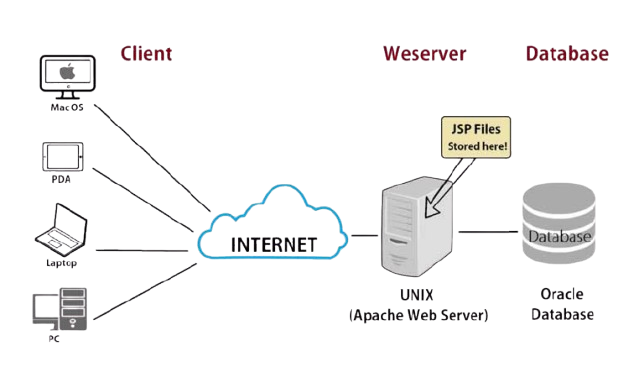 Client
Weserver
Database
Mac OS
JSP Files
Stored here!
PDA
Laptop
INTERNET
Database
PC
UNIX
(Apache Web Server)
Oracle
Database